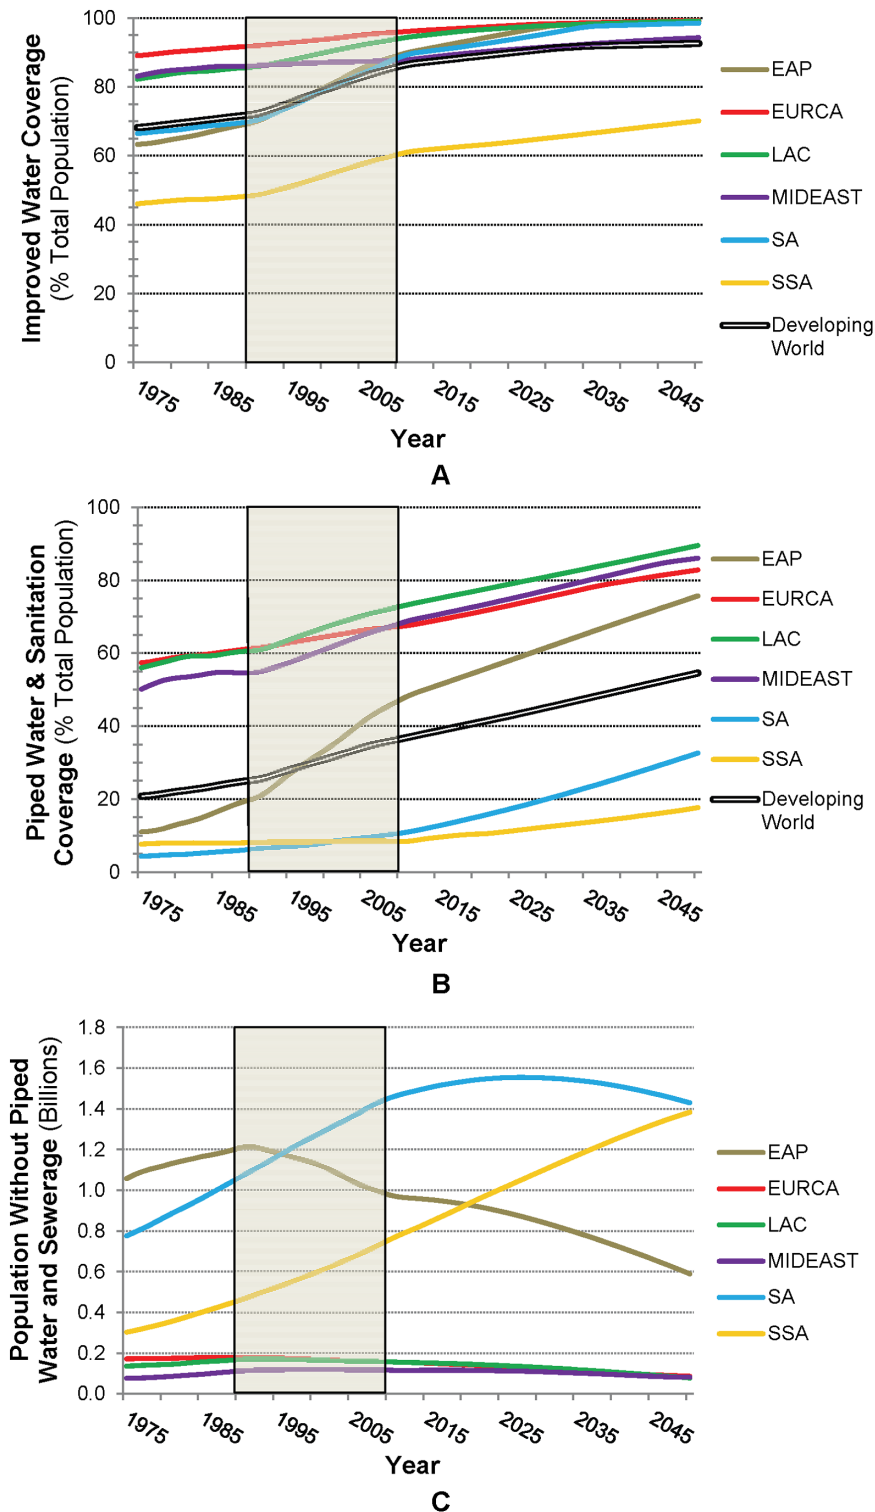 Improved Water Coverage
(% Total Population)
100
80
60
40
20
0
1975
1985
1995
2005
2015
2025
2035
2045
Year
EAP
EURCA
LAC
MIDEAST
SA
SSA
Developing
World
A
Piped Water & Sanitation
Coverage (% Total Population)
100
80
60
40
20
0
1975
1985
1995
2005
2015
2025
2035
2045
Year
EAP
EURCA
LAC
MIDEAST
SA
SSA
Developing
World
B
Population Without Piped
Water and Sewerage (Billions)
1.8
1.6
1.4
1.2
1.0
0.8
0.6
0.4
0.2
0.0
1975
1985
1995
2005
2015
2025
2035
2045
Year
EAP
EURCA
LAC
MIDEAST
SA
SSA
C